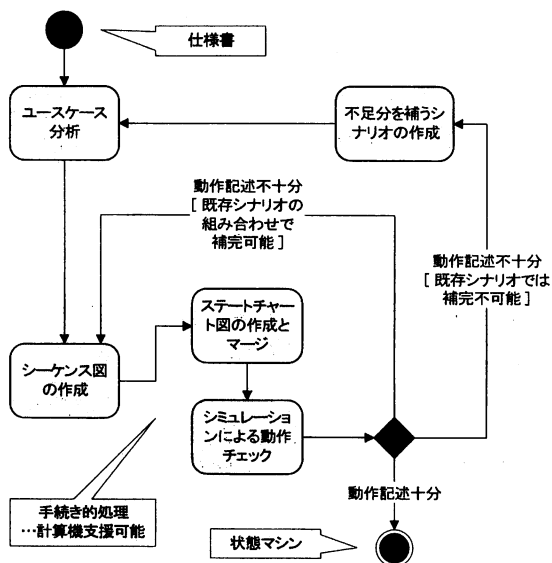 仕様書
ユースケース
分析
不足分を補うシ
ナリオの作成
動作記述不十分
[ 既存シナリオの
組み合わせで
補完可能 ]
動作記述不十分
[ 既存シナリオでは
補完不可能 ]
ステートチャー
ト図の作成と
マージ
シーケンス図
の作成
シミュレーショ
ンによる動作
チェック
手続き的処理
…計算機支援可能
動作記述十分
状態マシン